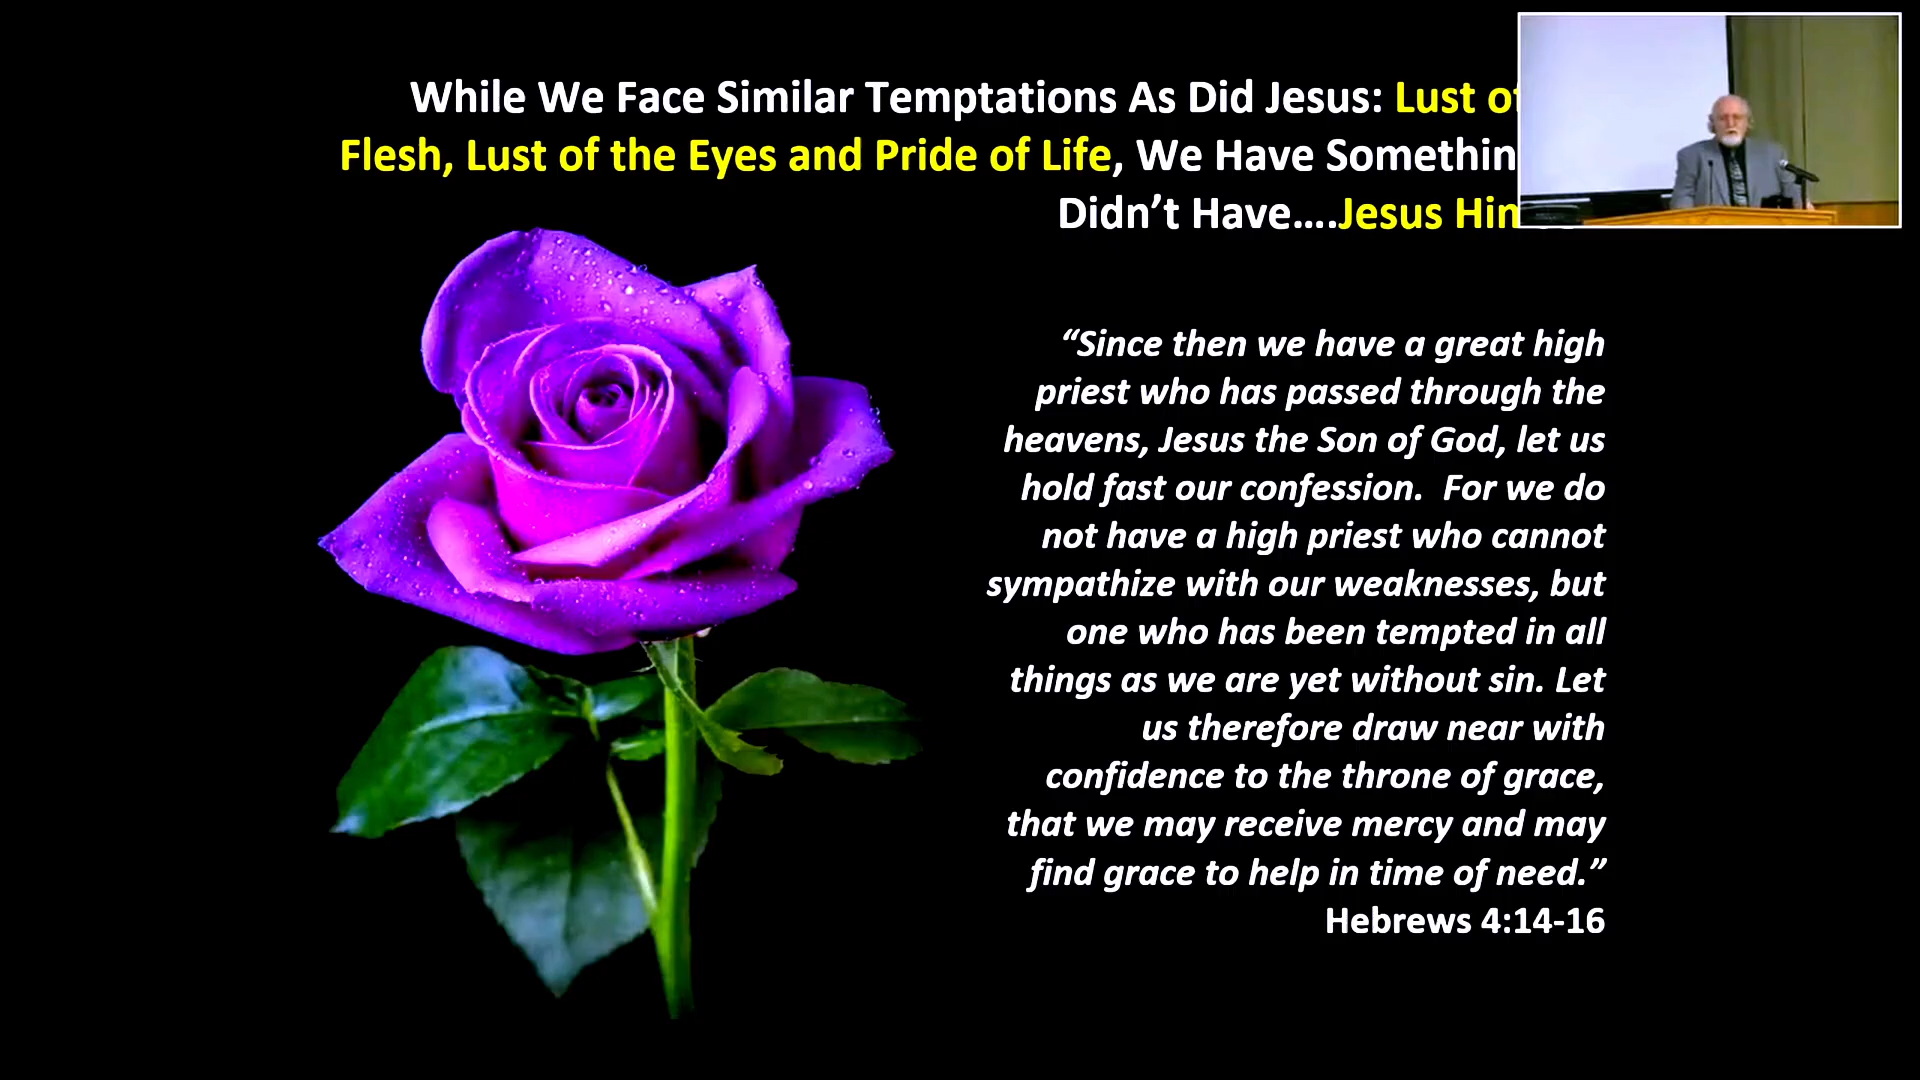 While We Face Similar Temptations As Did Jesus: Lust of
Flesh, Lust of the Eyes and Pride of Life, We Have
Didn’t Have….Jesus
“Since then we have a great high
priest who has passed through the
heavens, Jesus the Son of God, let us
hold fast our confession.  For we do
not have a high priest who cannot
sympathize with our weaknesses, but
one who has been tempted in all
things as we are yet without sin. Let
us therefore draw near with
confidence to the throne of grace,
that we may receive mercy and may
find grace to help in time of need.”
Hebrews 4:14-16